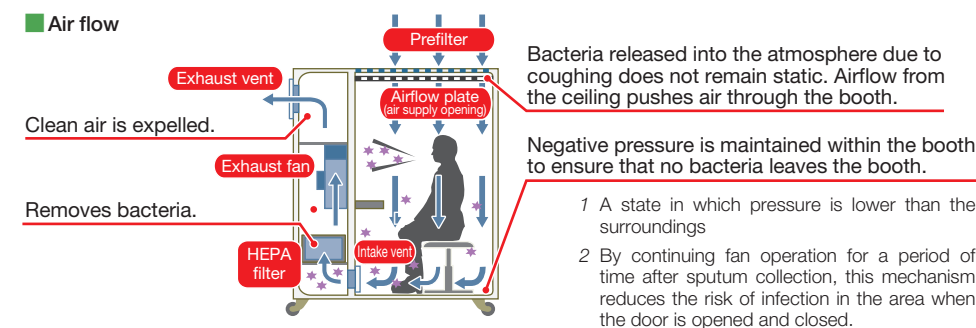 Air flow
Prefilter
Exhaust vent
Airflow plate
(air supply opening)
Clean air is expelled.
Exhaust fan
Removes bacteria.
HEPA
filter
Intake vent
Bacteria released into the atmosphere due to
coughing does not remain static. Airflow from
the ceiling pushes air through the booth.
Negative pressure is maintained within the booth
to ensure that no bacteria leaves the booth.
1 A state in which pressure is lower than the
surroundings
2 By continuing fan operation for a period of
time after sputum collection, this mechanism
reduces the risk of infection in the area when
the door is opened and closed.